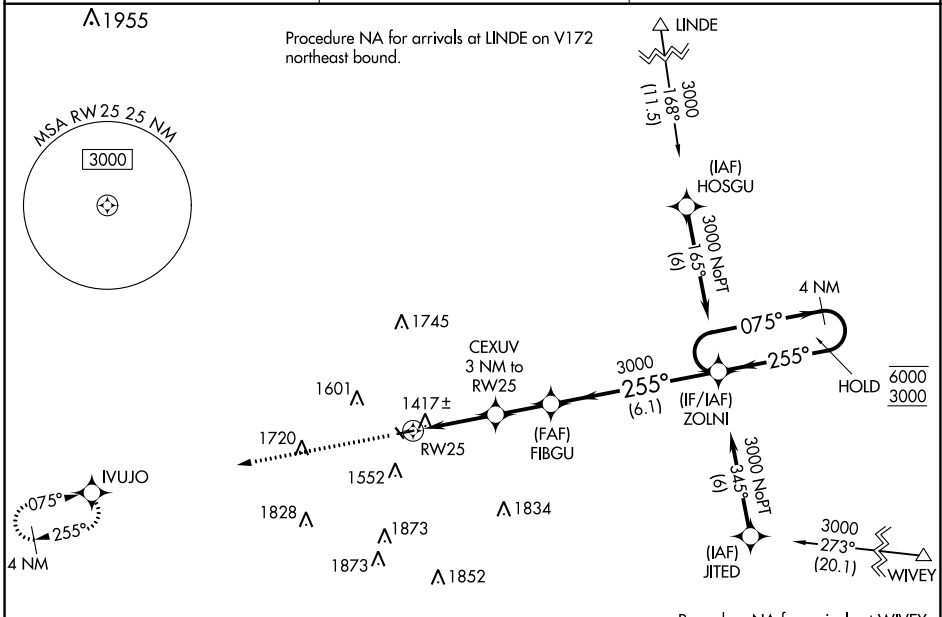 1955
Procedure NA for arrivals at LINDE on V172
northeast bound.
LINDE
MSA RW 25 25 NM
3000
3000
168°
(11.5)
(IAF)
HOSGU
3000 NoPT
165°
(6)
4 NM
075°
255°
HOLD
6000
3000
1745
CEXUV
3 NM to
RW25
3000
255°
(6.1)
(IF/IAF)
ZOLNI
1601
1417±
(FAF)
FIBGU
RW25
1720
1552
IVUJO
075°
255°
4 NM
1828
1834
1873
1873
1852
3000 NoPT
345°
(6)
(IAF)
JITED
3000
273°
(20.1)
WIVEY